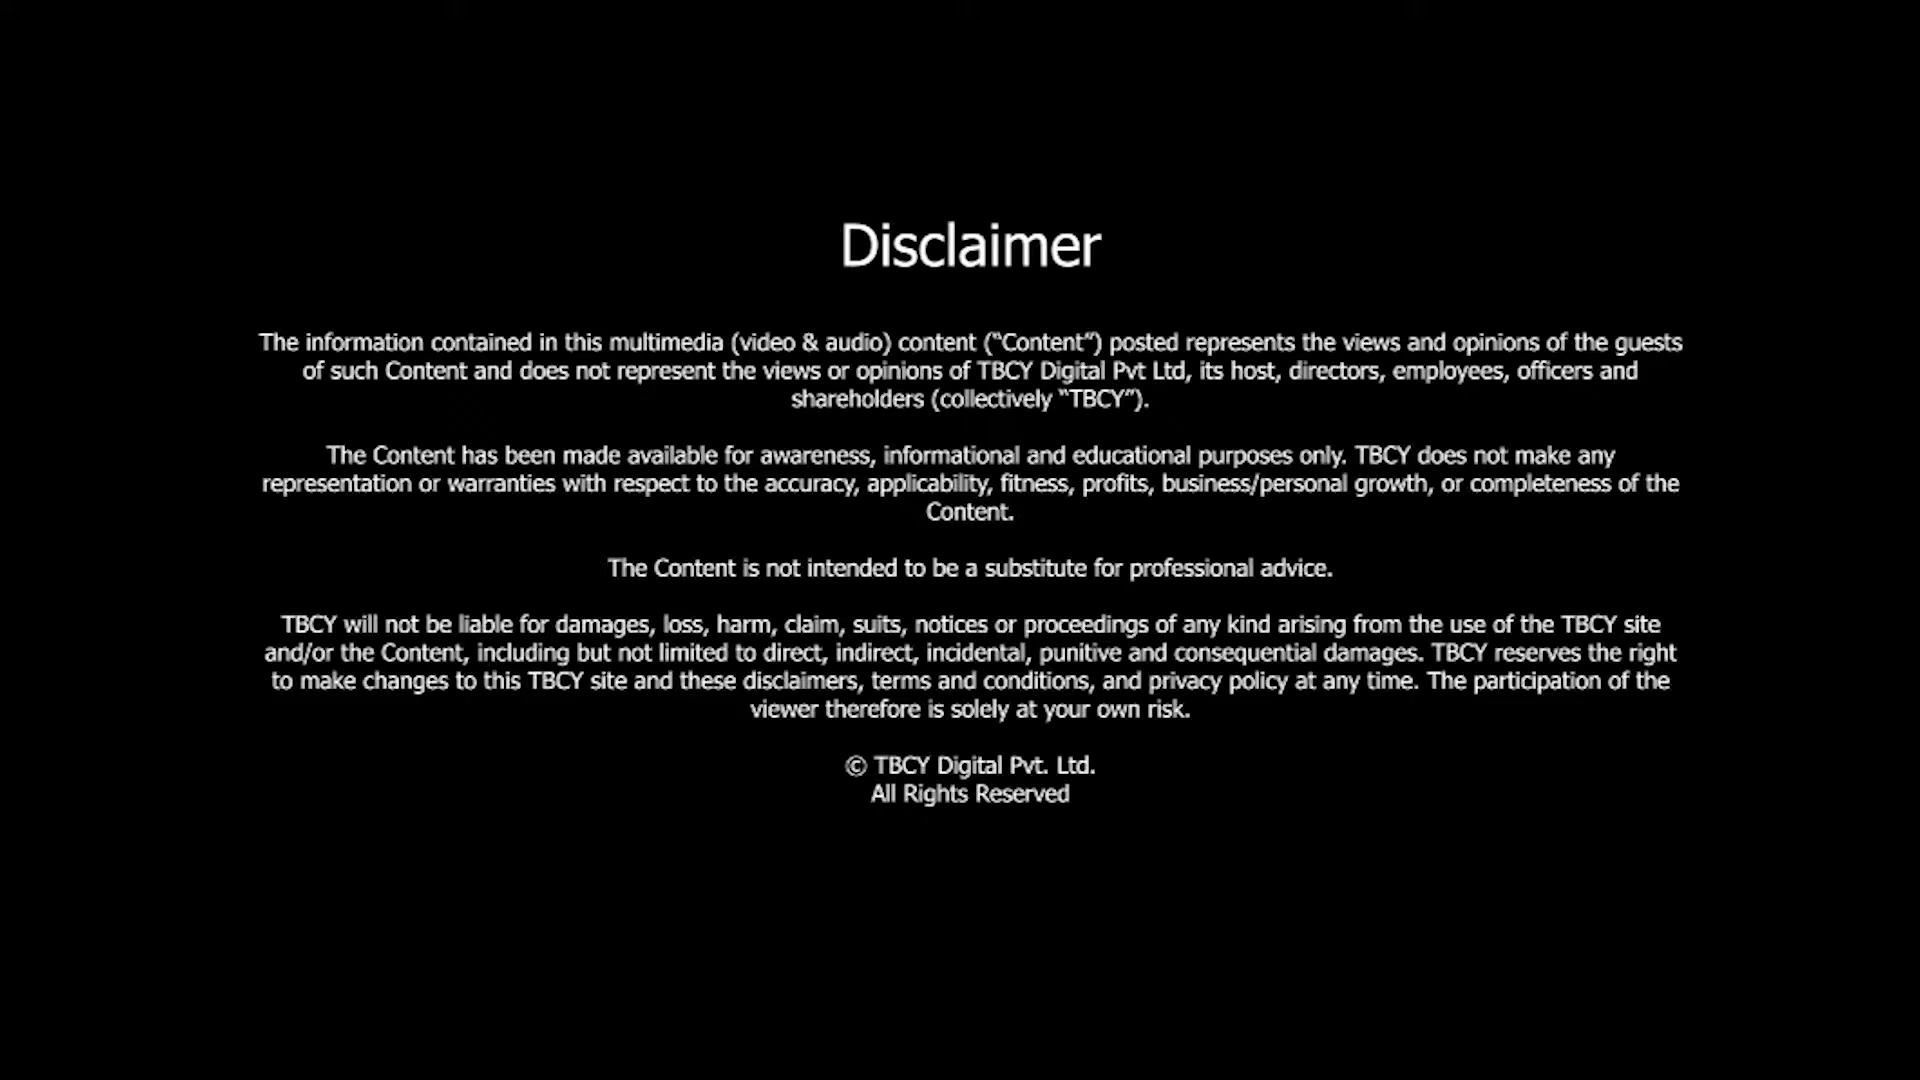 Disclaimer
The information contained in this multimedia (video & audio) content (“Content”) posted represents the views and opinions of the guests
of such Content and does not represent the views or opinions of TBCY Digital Pvt Ltd, its host, directors, employees, officers and
shareholders (collectively “TBCY”).
The Content has been made available for awareness, informational and educational purposes only. TBCY does not make any
representation or warranties with respect to the accuracy, applicability, fitness, profits, business/personal growth, or completeness of the
Content.
The Content is not intended to be a substitute for professional advice.
TBCY will not be liable for damages, loss, harm, claim, suits, notices or proceedings of any kind arising from the use of the TBCY site
and/or the Content, including but not limited to direct, indirect, incidental, punitive and consequential damages. TBCY reserves the right
to make changes to this TBCY site and these disclaimers, terms and conditions, and privacy policy at any time. The participation of the
viewer therefore is solely at your own risk.
© TBCY Digital Pvt. Ltd.
All Rights Reserved